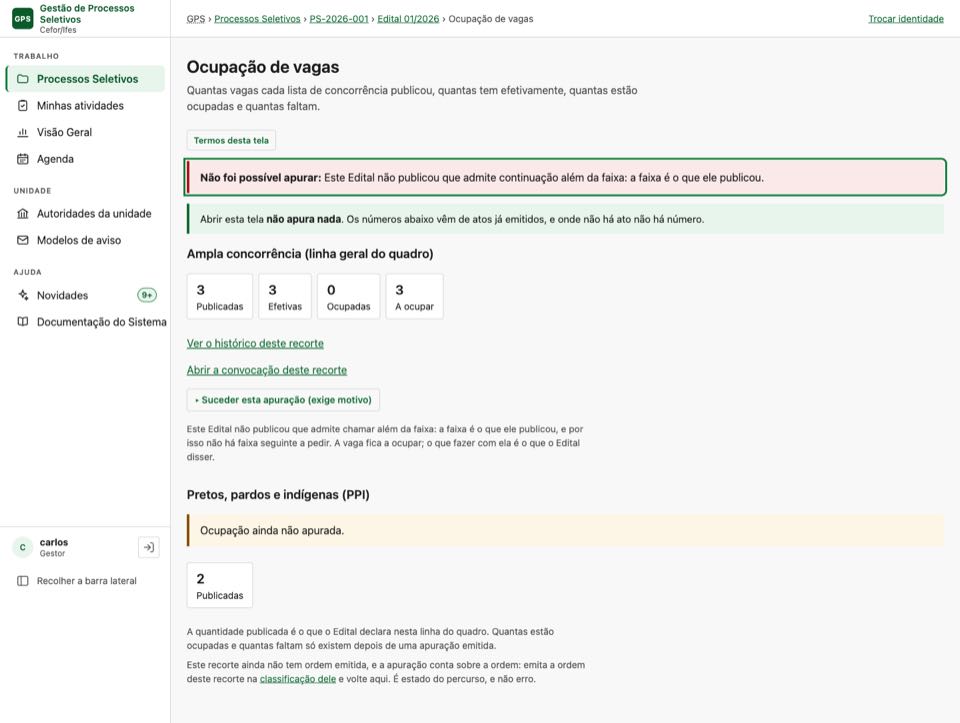 GPS
Gestão de Processos
Seletivos
Cefor/Ifes
GPS › Processos Seletivos › PS-2026-001 › Edital 01/2026 › Ocupação de vagas
Trocar identidade
TRABALHO
Processos Seletivos
Minhas atividades
Visão Geral
Agenda
UNIDADE
Autoridades da unidade
Modelos de aviso
AJUDA
Novidades 9+
Documentação do Sistema
C
carlos
Gestor
Recolher a barra lateral
Ocupação de vagas
Quantas vagas cada lista de concorrência publicou, quantas tem efetivamente, quantas estão
ocupadas e quantas faltam.
Termos desta tela
Não foi possível apurar: Este Edital não publicou que admite continuação além da faixa: a faixa é o que ele publicou.
Abrir esta tela não apura nada. Os números abaixo vêm de atos já emitidos, e onde não há ato não há número.
Ampla concorrência (linha geral do quadro)
3 3 0 3
Publicadas Efetivas Ocupadas A ocupar
Ver o histórico deste recorte
Abrir a convocação deste recorte
Suceder esta apuração (exige motivo)
Este Edital não publicou que admite chamar além da faixa: a faixa é o que ele publicou, e por
isso não há faixa seguinte a pedir. A vaga fica a ocupar; o que fazer com ela é o que o Edital
disser.
Pretos, pardos e indígenas (PPI)
Ocupação ainda não apurada.
2
Publicadas
A quantidade publicada é o que o Edital declara nesta linha do quadro. Quantas estão
ocupadas e quantas faltam só existem depois de uma apuração emitida.
Este recorte ainda não tem ordem emitida, e a apuração conta sobre a ordem: emita a ordem
deste recorte na classificação dele e volte aqui. É estado do percurso, e não erro.